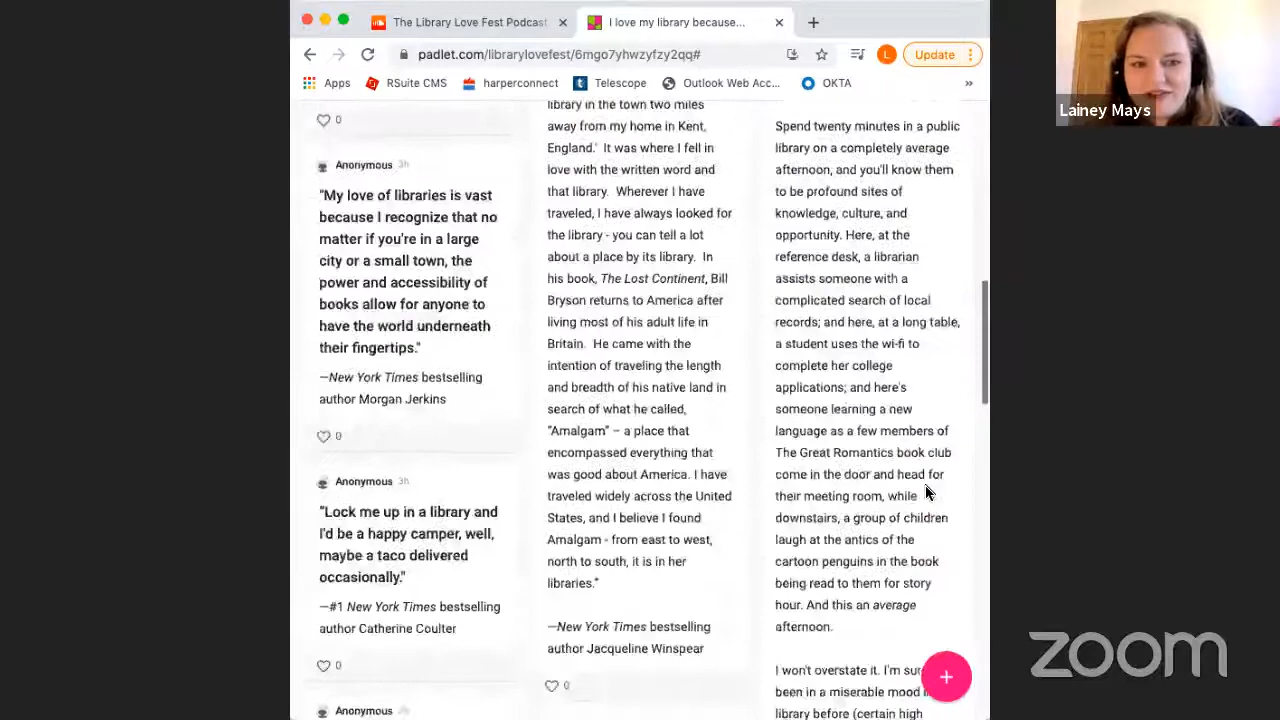 The Library Love Fest Podcast
I love my library because...
padlet.com/librarylovefest/6mgo7yhwzyfzy2qq#
L
Update
Apps
RSuite CMS
harperconnect
Telescope
Outlook Web Acc...
OKTA
»
0
Anonymous 3h
"My love of libraries is vast
because I recognize that no
matter if you're in a large
city or a small town, the
power and accessibility of
books allow for anyone to
have the world underneath
their fingertips."
—New York Times bestselling
author Morgan Jerkins
0
Anonymous 3h
"Lock me up in a library and
I'd be a happy camper, well,
maybe a taco delivered
occasionally."
—#1 New York Times bestselling
author Catherine Coulter
0
Anonymous
library in the town two miles
away from my home in Kent,
England.' It was where I fell in
love with the written word and
that library. Wherever I have
traveled, I have always looked for
the library - you can tell a lot
about a place by its library. In
his book, The Lost Continent, Bill
Bryson returns to America after
living most of his adult life in
Britain. He came with the
intention of traveling the length
and breadth of his native land in
search of what he called,
"Amalgam" – a place that
encompassed everything that
was good about America. I have
traveled widely across the United
States, and I believe I found
Amalgam - from east to west,
north to south, it is in her
libraries."
—New York Times bestselling
author Jacqueline Winspear
0
Spend twenty minutes in a public
library on a completely average
afternoon, and you'll know them
to be profound sites of
knowledge, culture, and
opportunity. Here, at the
reference desk, a librarian
assists someone with a
complicated search of local
records; and here, at a long table,
a student uses the wi-fi to
complete her college
applications; and here's
someone learning a new
language as a few members of
The Great Romantics book club
come in the door and head for
their meeting room, while
downstairs, a group of children
laugh at the antics of the
cartoon penguins in the book
being read to them for story
hour. And this an average
afternoon.
I won't overstate it. I'm
been in a miserable mood
library before (certain high
Lainey Mays
zoom